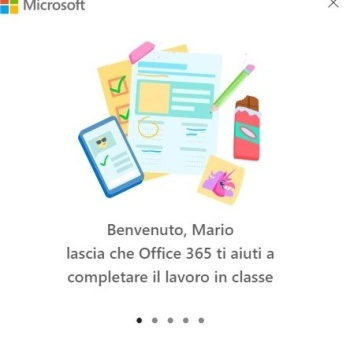 Microsoft
Benvenuto, Mario
lascia che Office 365 ti aiuti a
completare il lavoro in classe